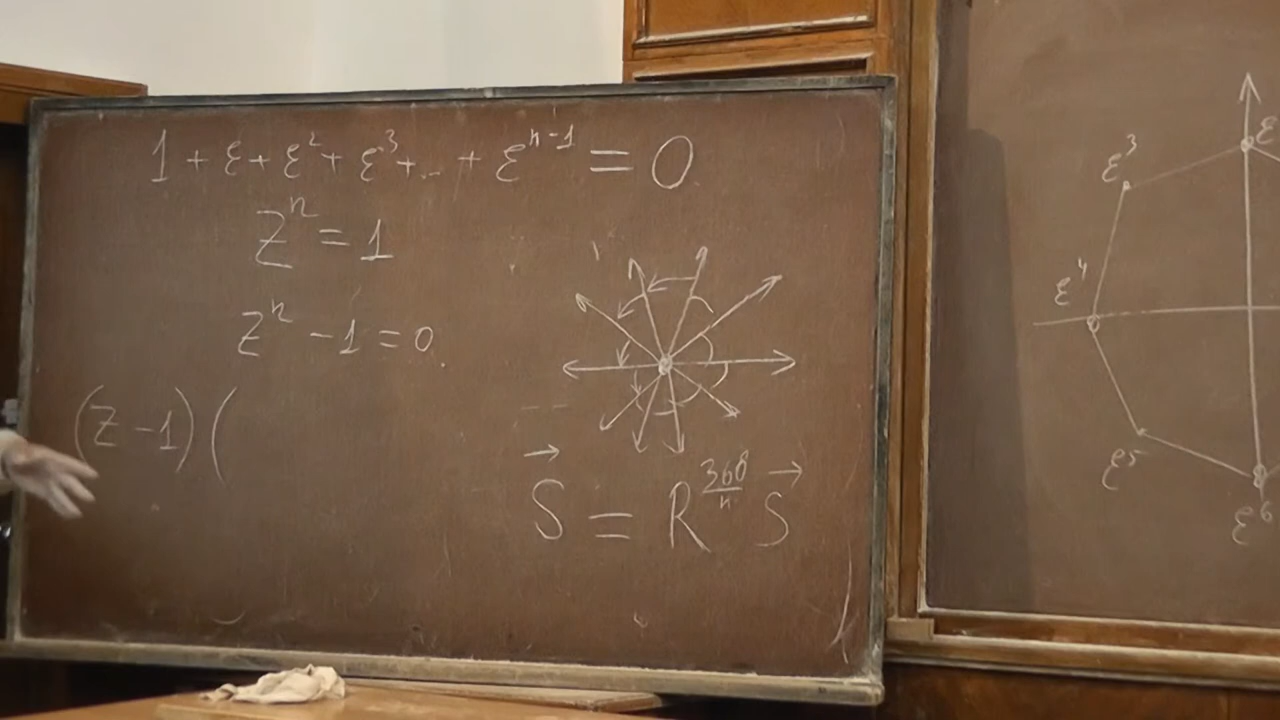 1 + ε + ε² + ε³ + ... + εⁿ⁻¹ = 0
zⁿ = 1
zⁿ - 1 = 0
(z - 1) (
S⃗ = R^(360°/n) S⃗
ε
ε³
ε⁴
ε⁵
ε⁶